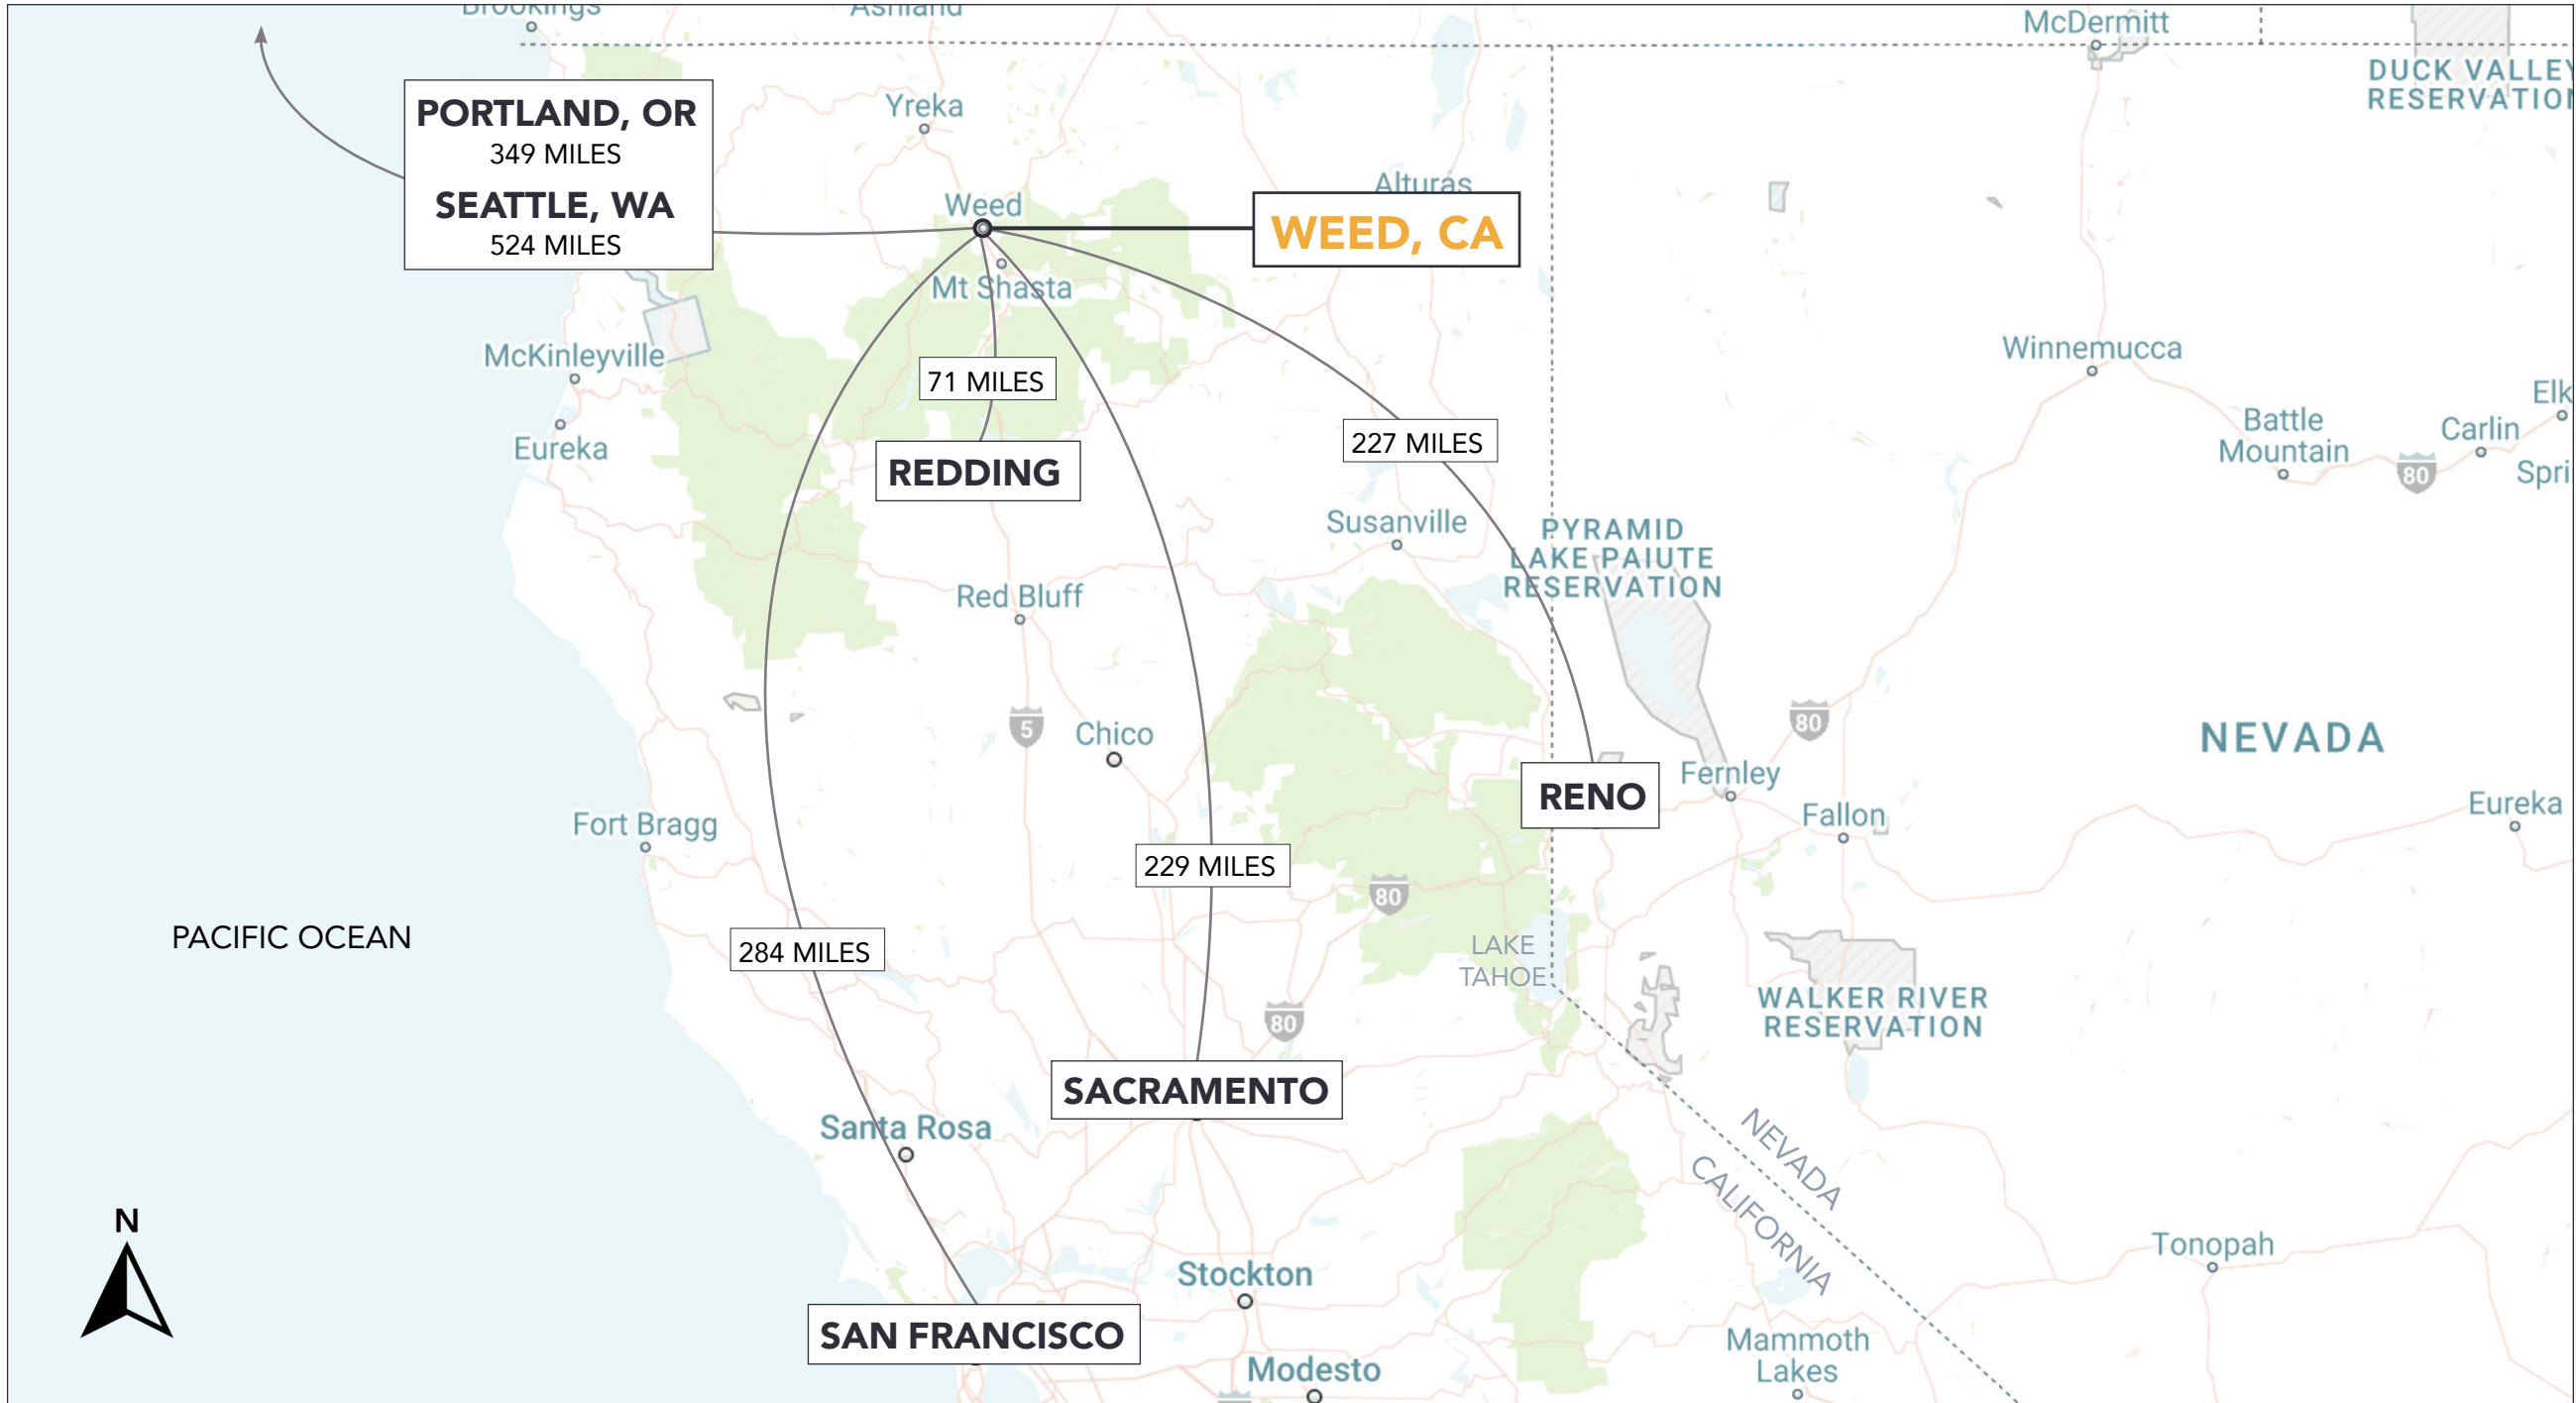 Brookings
Ashland
McDermitt
DUCK VALLEY
RESERVATION
PORTLAND, OR
349 MILES
SEATTLE, WA
524 MILES
Yreka
Weed
Alturas
WEED, CA
Mt Shasta
McKinleyville
Eureka
71 MILES
REDDING
227 MILES
Winnemucca
Battle
Mountain
80
Carlin
Elk
Spri
Susanville
PYRAMID
LAKE PAIUTE
RESERVATION
Red Bluff
5
Chico
80
NEVADA
RENO
Fernley
Fallon
Eureka
Fort Bragg
229 MILES
80
PACIFIC OCEAN
284 MILES
LAKE
TAHOE
80
WALKER RIVER
RESERVATION
SACRAMENTO
Santa Rosa
NEVADA
CALIFORNIA
N
Stockton
Tonopah
SAN FRANCISCO
Modesto
Mammoth
Lakes